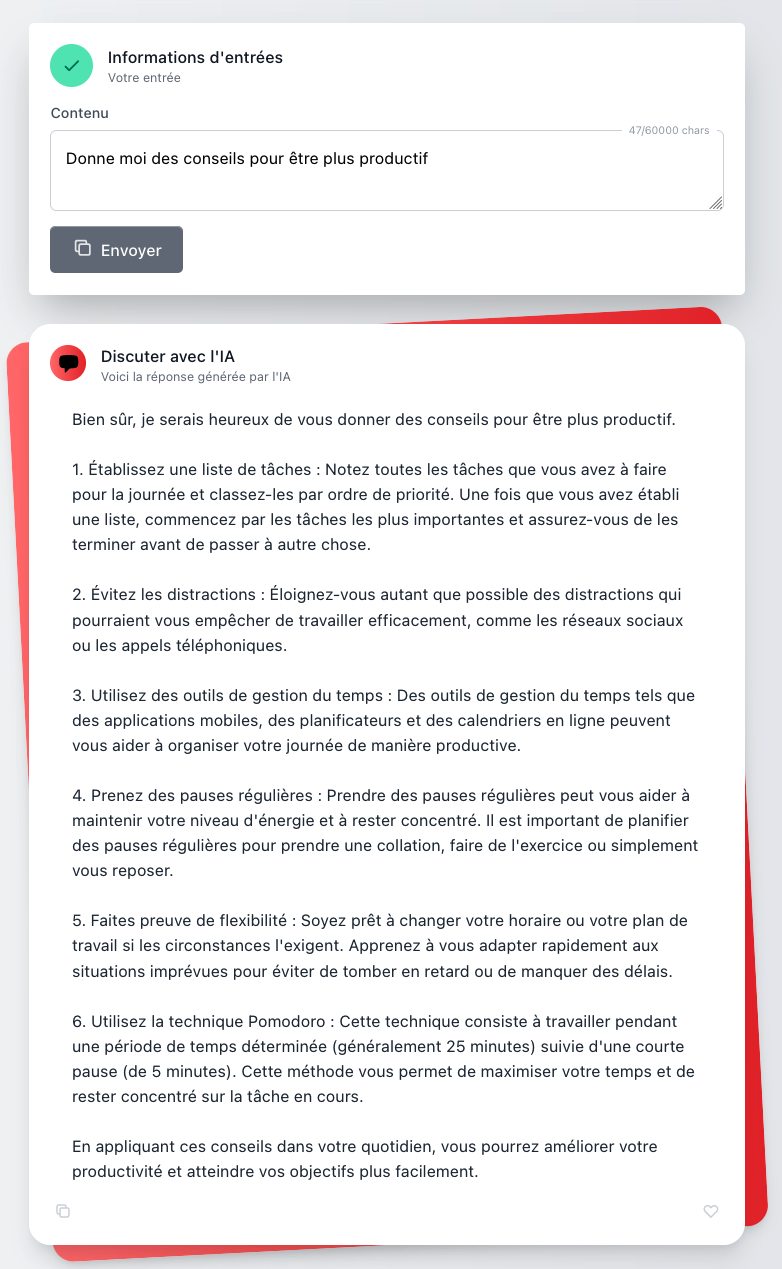 Informations d'entrées
Votre entrée
Contenu
47/60000 chars
Donne moi des conseils pour être plus productif
Envoyer
Discuter avec l'IA
Voici la réponse générée par l'IA
Bien sûr, je serais heureux de vous donner des conseils pour être plus productif.
1. Établissez une liste de tâches : Notez toutes les tâches que vous avez à faire
pour la journée et classez-les par ordre de priorité. Une fois que vous avez établi
une liste, commencez par les tâches les plus importantes et assurez-vous de les
terminer avant de passer à autre chose.
2. Évitez les distractions : Éloignez-vous autant que possible des distractions qui
pourraient vous empêcher de travailler efficacement, comme les réseaux sociaux
ou les appels téléphoniques.
3. Utilisez des outils de gestion du temps : Des outils de gestion du temps tels que
des applications mobiles, des planificateurs et des calendriers en ligne peuvent
vous aider à organiser votre journée de manière productive.
4. Prenez des pauses régulières : Prendre des pauses régulières peut vous aider à
maintenir votre niveau d'énergie et à rester concentré. Il est important de planifier
des pauses régulières pour prendre une collation, faire de l'exercice ou simplement
vous reposer.
5. Faites preuve de flexibilité : Soyez prêt à changer votre horaire ou votre plan de
travail si les circonstances l'exigent. Apprenez à vous adapter rapidement aux
situations imprévues pour éviter de tomber en retard ou de manquer des délais.
6. Utilisez la technique Pomodoro : Cette technique consiste à travailler pendant
une période de temps déterminée (généralement 25 minutes) suivie d'une courte
pause (de 5 minutes). Cette méthode vous permet de maximiser votre temps et de
rester concentré sur la tâche en cours.
En appliquant ces conseils dans votre quotidien, vous pourrez améliorer votre
productivité et atteindre vos objectifs plus facilement.